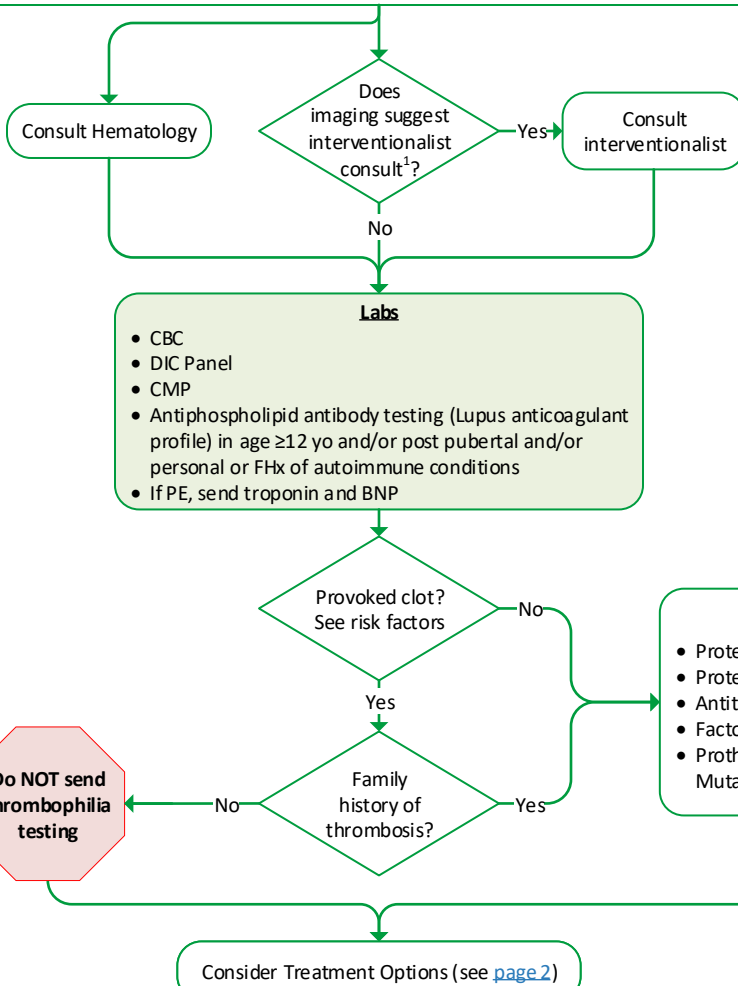 Does
imaging suggest
interventionalist
consult1?
Consult Hematology
Yes
Consult
interventionalist
No
Labs
• CBC
• DIC Panel
• CMP
• Antiphospholipid antibody testing (Lupus anticoagulant
profile) in age ≥12 yo and/or post pubertal and/or
personal or FHx of autoimmune conditions
• If PE, send troponin and BNP
Provoked clot?
See risk factors
No
Yes
Family
history of
thrombosis?
No
Yes
NOT send
testing
Consider Treatment Options (see page 2)